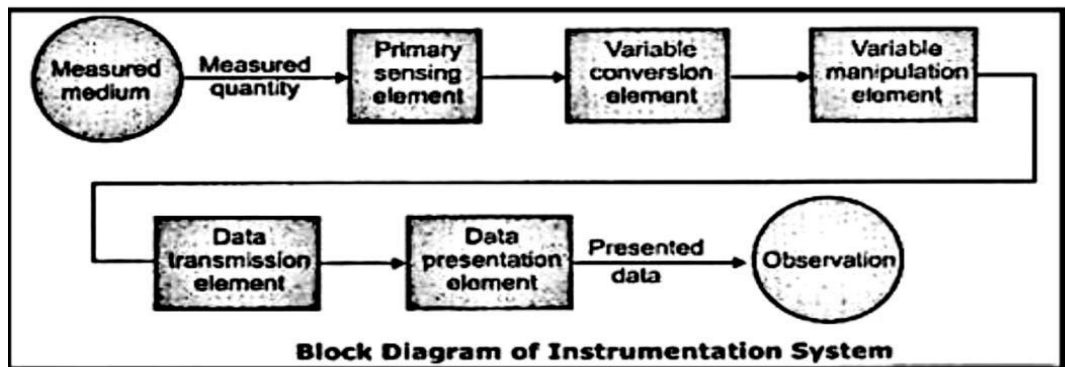 Measured
medium
Measured
quantity
Primary
sensing
element
Variable
conversion
element
Variable
manipulation
element
Data
transmission
element
Data
presentation
element
Presented
data
Observation
Block Diagram of Instrumentation System